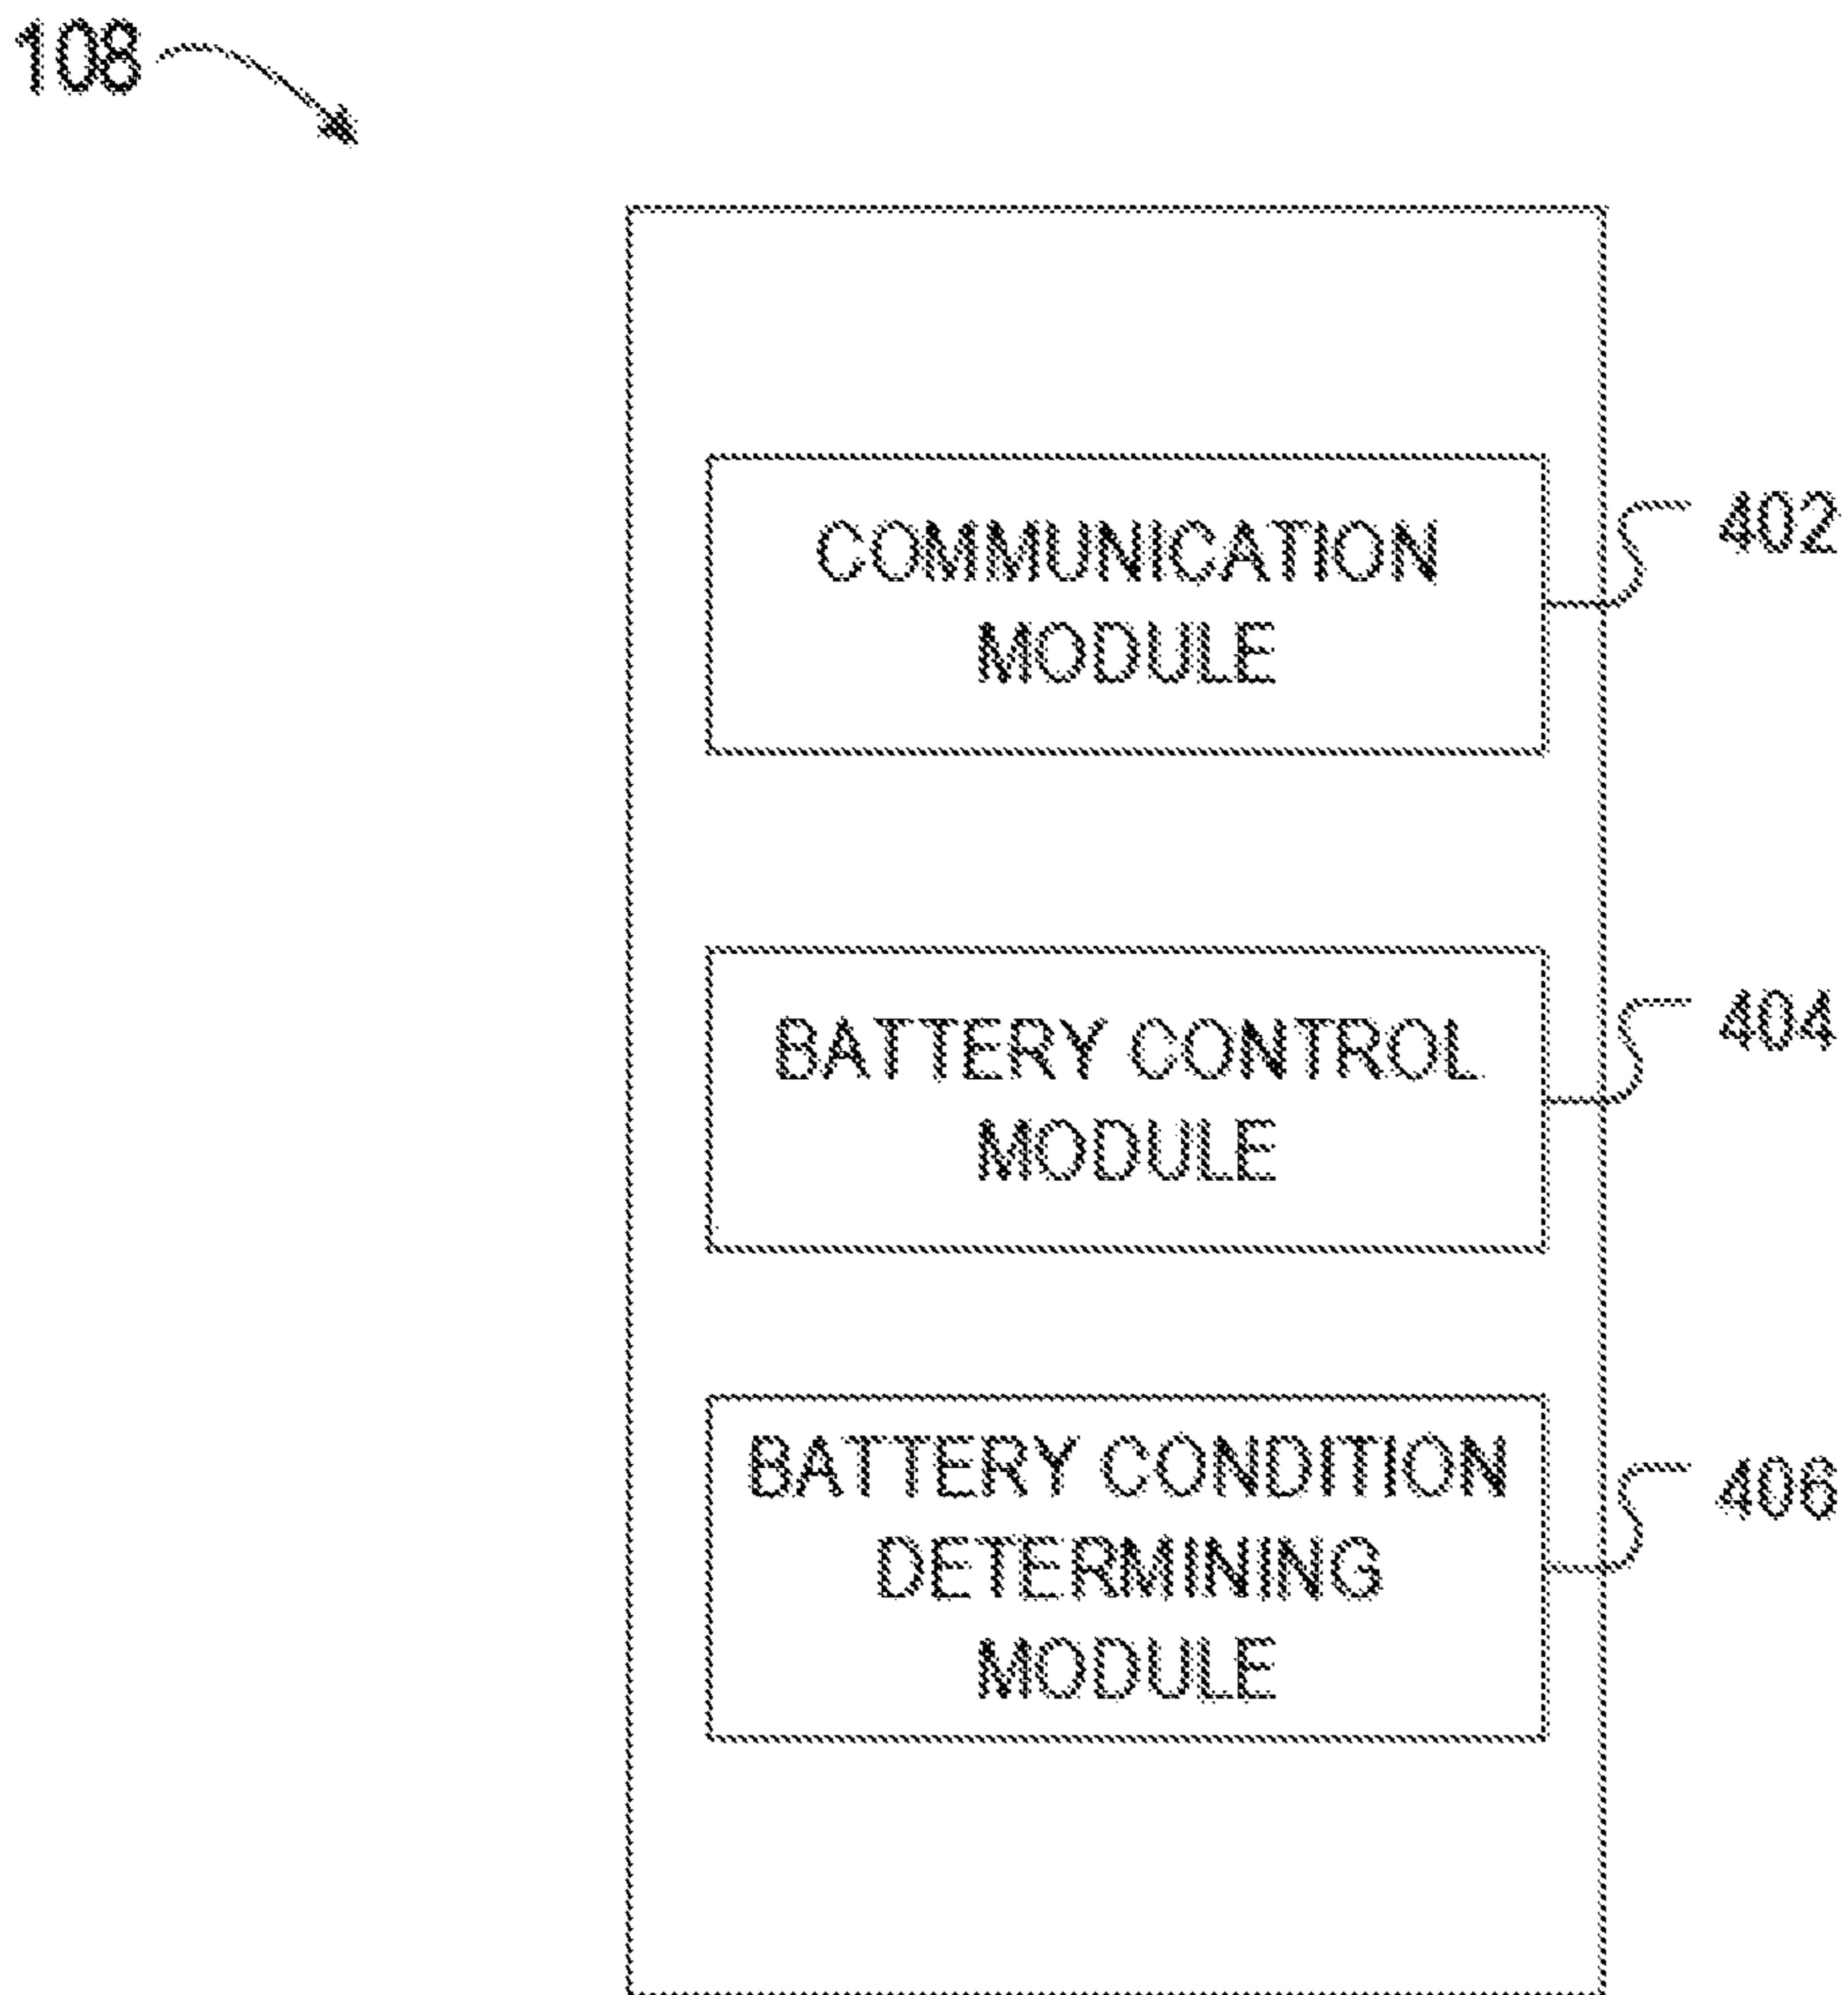 108
COMMUNICATION
MODULE
402
BATTERY CONTROL
MODULE
404
BATTERY CONDITION
DETERMINING
MODULE
406